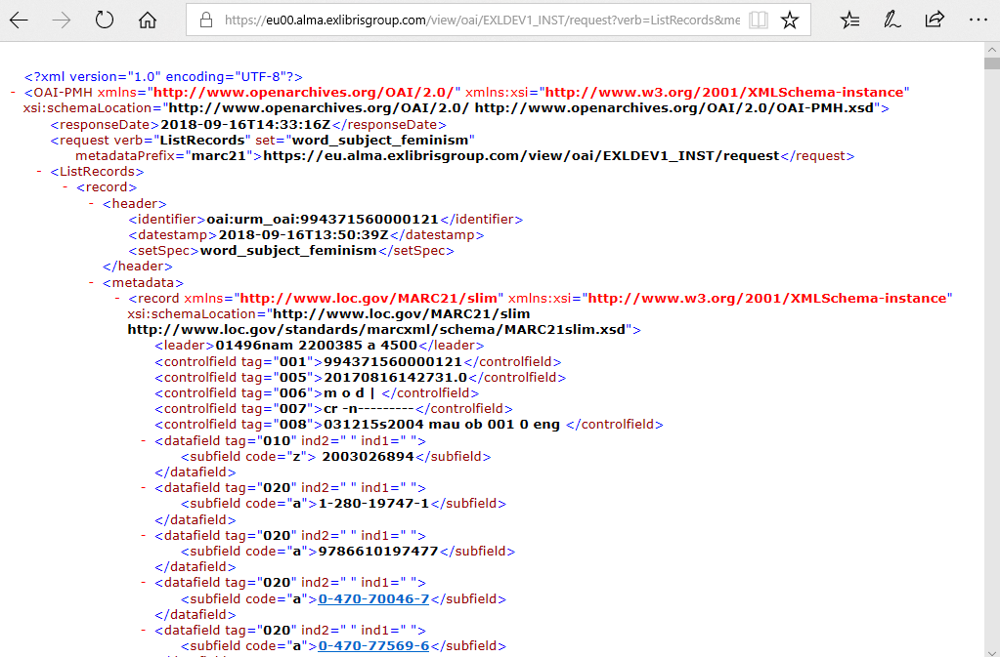 https://eu00.alma.exlibrisgroup.com/view/oai/EXLDEV1_INST/request?verb=ListRecords&me
<?xml version="1.0" encoding="UTF-8"?>
- <OAI-PMH xmlns="http://www.openarchives.org/OAI/2.0/" xmlns:xsi="http://www.w3.org/2001/XMLSchema-instance"
xsi:schemaLocation="http://www.openarchives.org/OAI/2.0/ http://www.openarchives.org/OAI/2.0/OAI-PMH.xsd">
<responseDate>2018-09-16T14:33:16Z</responseDate>
<request verb="ListRecords" set="word_subject_feminism"
metadataPrefix="marc21">https://eu.alma.exlibrisgroup.com/view/oai/EXLDEV1_INST/request</request>
- <ListRecords>
- <record>
- <header>
<identifier>oai:urm_oai:994371560000121</identifier>
<datestamp>2018-09-16T13:50:39Z</datestamp>
<setSpec>word_subject_feminism</setSpec>
</header>
- <metadata>
- <record xmlns="http://www.loc.gov/MARC21/slim" xmlns:xsi="http://www.w3.org/2001/XMLSchema-instance"
xsi:schemaLocation="http://www.loc.gov/MARC21/slim
http://www.loc.gov/standards/marcxml/schema/MARC21slim.xsd">
<leader>01496nam 2200385 a 4500</leader>
<controlfield tag="001">994371560000121</controlfield>
<controlfield tag="005">20170816142731.0</controlfield>
<controlfield tag="006">m o d | </controlfield>
<controlfield tag="007">cr -n---------</controlfield>
<controlfield tag="008">031215s2004 mau ob 001 0 eng </controlfield>
- <datafield tag="010" ind2=" " ind1=" ">
<subfield code="z"> 2003026894</subfield>
</datafield>
- <datafield tag="020" ind2=" " ind1=" ">
<subfield code="a">1-280-19747-1</subfield>
</datafield>
- <datafield tag="020" ind2=" " ind1=" ">
<subfield code="a">9786610197477</subfield>
</datafield>
- <datafield tag="020" ind2=" " ind1=" ">
<subfield code="a">0-470-70046-7</subfield>
</datafield>
- <datafield tag="020" ind2=" " ind1=" ">
<subfield code="a">0-470-77569-6</subfield>